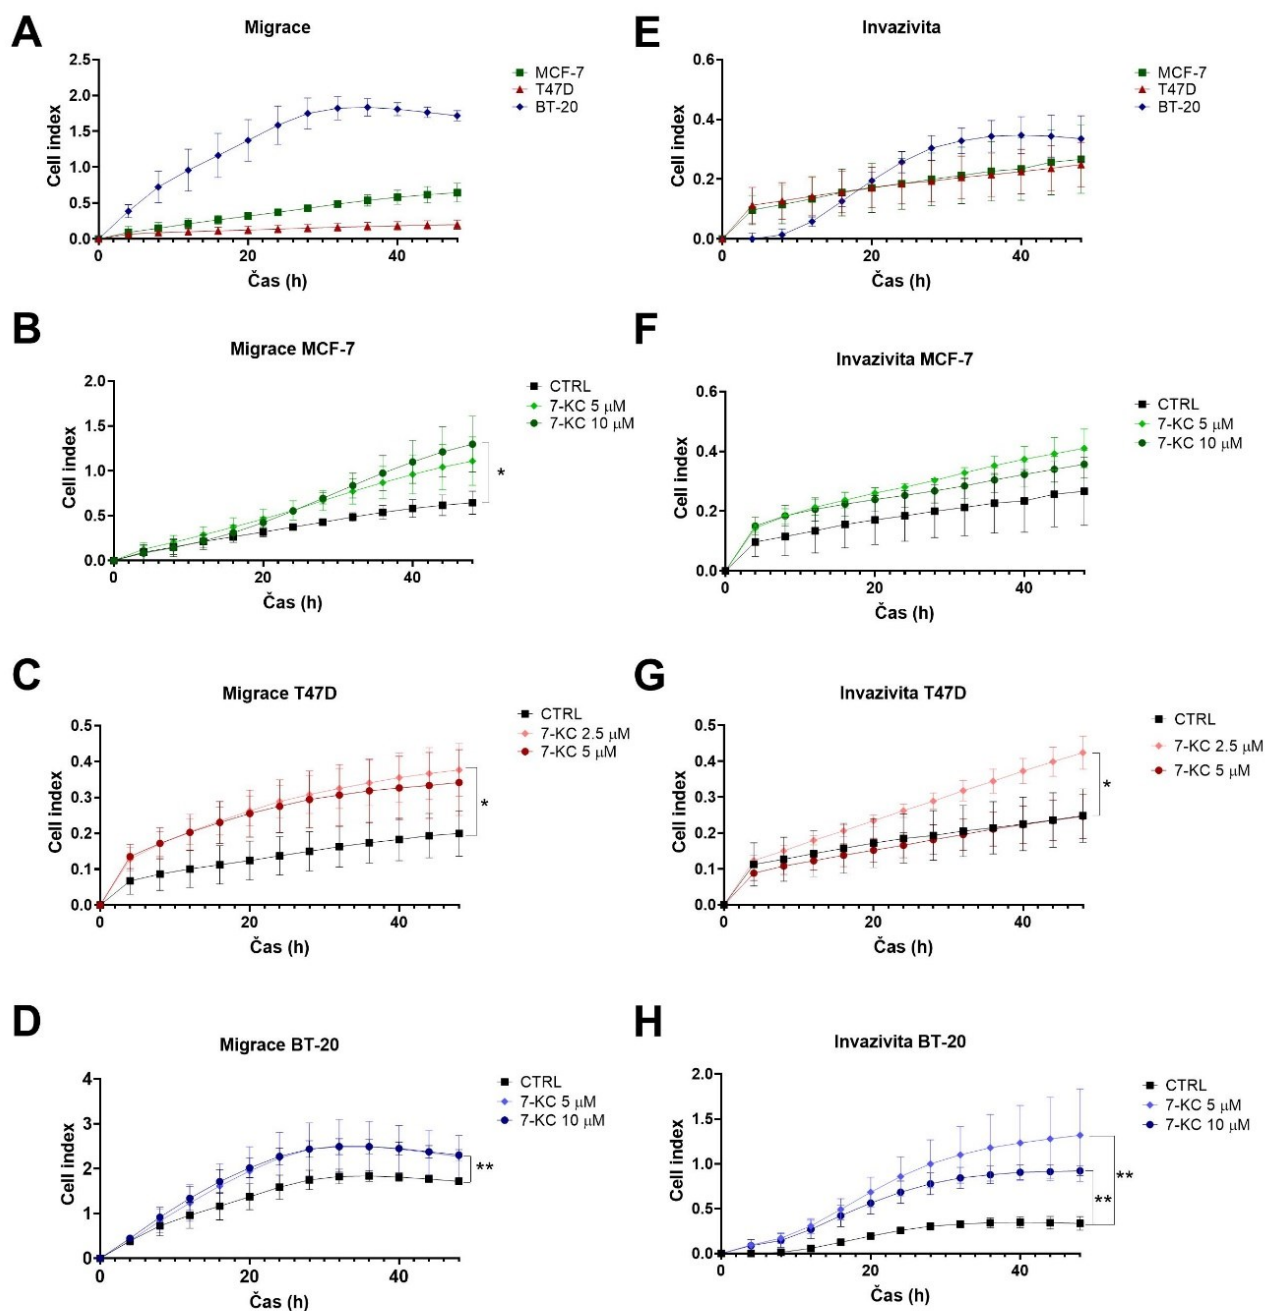 A
Migrace
2.5
2.0
1.5
1.0
0.5
0.0
0
20
40
Cell index
Čas (h)
MCF-7
T47D
BT-20
E
Invazivita
0.6
0.4
0.2
0.0
0
20
40
Cell index
Čas (h)
MCF-7
T47D
BT-20
B
Migrace MCF-7
2.0
1.5
1.0
0.5
0.0
0
20
40
Cell index
Čas (h)
CTRL
7-KC 5 μM
7-KC 10 μM
*
F
Invazivita MCF-7
0.6
0.4
0.2
0.0
0
20
40
Cell index
Čas (h)
CTRL
7-KC 5 μM
7-KC 10 μM
C
Migrace T47D
0.5
0.4
0.3
0.2
0.1
0.0
0
20
40
Cell index
Čas (h)
CTRL
7-KC 2.5 μM
7-KC 5 μM
*
G
Invazivita T47D
0.5
0.4
0.3
0.2
0.1
0.0
0
20
40
Cell index
Čas (h)
CTRL
7-KC 2.5 μM
7-KC 5 μM
*
D
Migrace BT-20
4
3
2
1
0
0
20
40
Cell index
Čas (h)
CTRL
7-KC 5 μM
7-KC 10 μM
**
H
Invazivita BT-20
2.0
1.5
1.0
0.5
0.0
0
20
40
Cell index
Čas (h)
CTRL
7-KC 5 μM
7-KC 10 μM
**
**